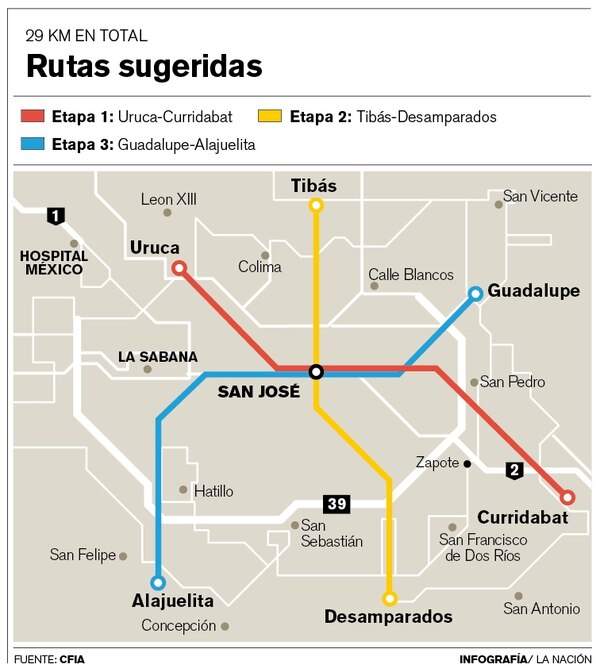 29 KM EN TOTAL
Rutas sugeridas
Etapa 1: Uruca-Curridabat
Etapa 2: Tibás-Desamparados
Etapa 3: Guadalupe-Alajuelita
Tibás
Leon XIII
San Vicente
1
Uruca
HOSPITAL
MÉXICO
Colima
Calle Blancos
Guadalupe
LA SABANA
SAN JOSÉ
San Pedro
Zapote
2
Hatillo
39
Curridabat
San
Sebastián
San Francisco
de Dos Ríos
San Felipe
Alajuelita
Desamparados
San Antonio
Concepción
FUENTE: CFIA
INFOGRAFÍA/ LA NACIÓN